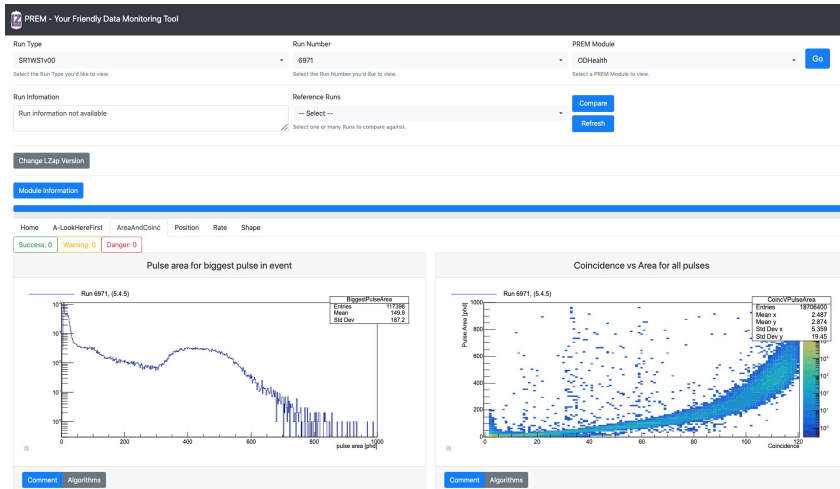 PREM - Your Friendly Data Monitoring Tool
Run Type
Run Number
PREM Module
SR1WS1v00
6971
ODHealth
Go
Select the Run Type you'd like to view.
Select the Run Number you'd like to view.
Select a PREM Module to view.
Run Infomation
Reference Runs
Run information not available
-- Select --
Compare
Select one or many Runs to compare against.
Refresh
Change LZap Version
Module Information
Home A-LookHereFirst AreaAndCoinc Position Rate Shape
Success: 0 Warning: 0 Danger: 0
Pulse area for biggest pulse in event
Run 6971, (5.4.5)
BiggestPulseArea
Entries 117398
Mean 149.9
Std Dev 187.2
0 200 400 600 800 1000
pulse area [phd]
Comment Algorithms
Coincidence vs Area for all pulses
Run 6971, (5.4.5)
CoincVPulseArea
Entries 18706400
Mean x 2.487
Mean y 2.874
Std Dev x 5.359
Std Dev y 19.45
Pulse Area [phd]
1000
800
600
400
200
0
0 20 40 60 80 100 120
Coincidence
Comment Algorithms